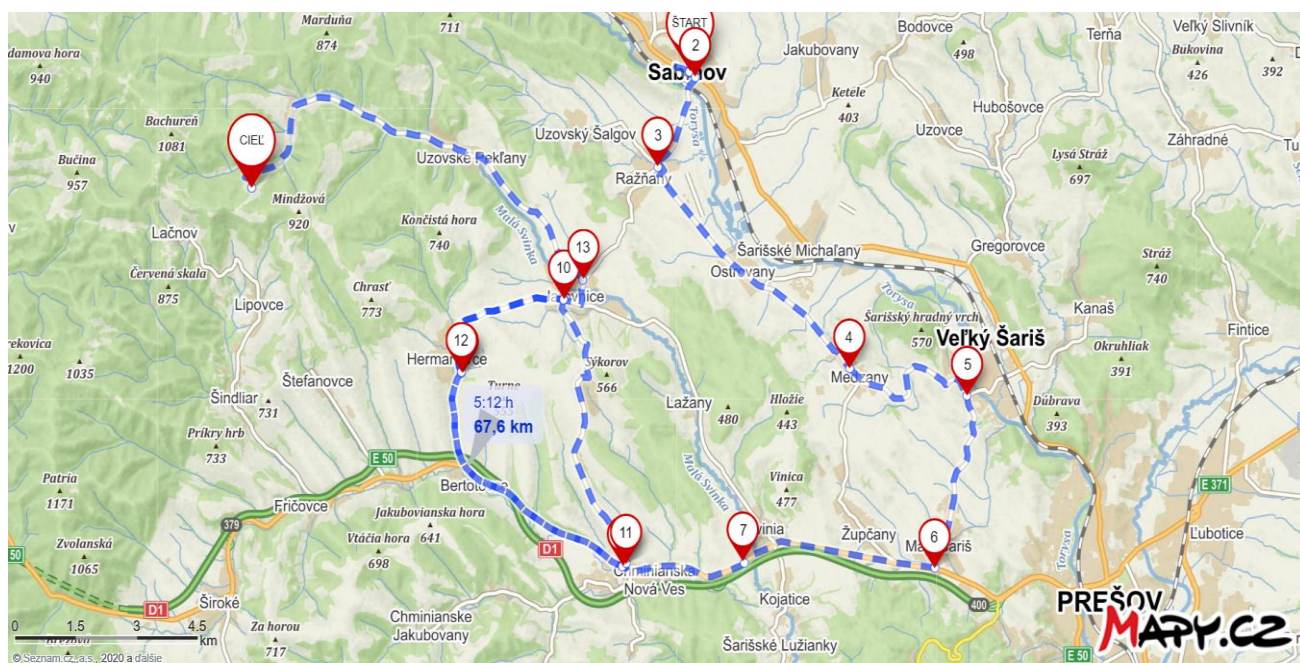 Marduňa
874
711
ŠTART
2
Jakubovany
Bodovce
498
Terňa
Veľký Slivník
Bukovina
426
392
damova hora
940
Bachureň
1081
CIEĽ
Bučina
957
Mindžová
920
Lačnov
Uzovské Pekľany
Uzovský Šalgov
3
Ražňany
Torysa
Ketele
403
Uzovce
Hubošovce
Lysá Stráž
697
Záhradné
Končistá hora
740
Malá Svinka
13
10
Červená skala
875
Lipovce
Chrasť
773
Ostrovany
Šarišské Michaľany
Gregorovce
Stráž
740
Torysa
Kanaš
Šarišský hradný vrch
570
Veľký Šariš
Okruhliak
391
Fintice
rekovica
1200
1035
12
4
Medzany
5
Štefanovce
Šindliar
731
Sýkorov
566
5:12 h
67.6 km
Lažany
480
Hložie
443
Dúbrava
393
Príkry hrb
733
E 50
Malá Svinka
Vinica
477
E 371
Patria
1171
Fričovce
379
Jakubovianska hora
641
Vtáčia hora
698
D1
11
7
Župčany
6
Ľubotice
50
Zvolanská
1065
Chminianska
Nová Ves
Torysa
D1
Široké
Chminianske
Jakubovany
Kojatice
400
PREŠOV
Za horou
717
Šarišské Lužianky
E 50
0 1.5 3 4.5
km
© Seznam.cz, a.s., 2020 a ďalšie
MAPY.CZ